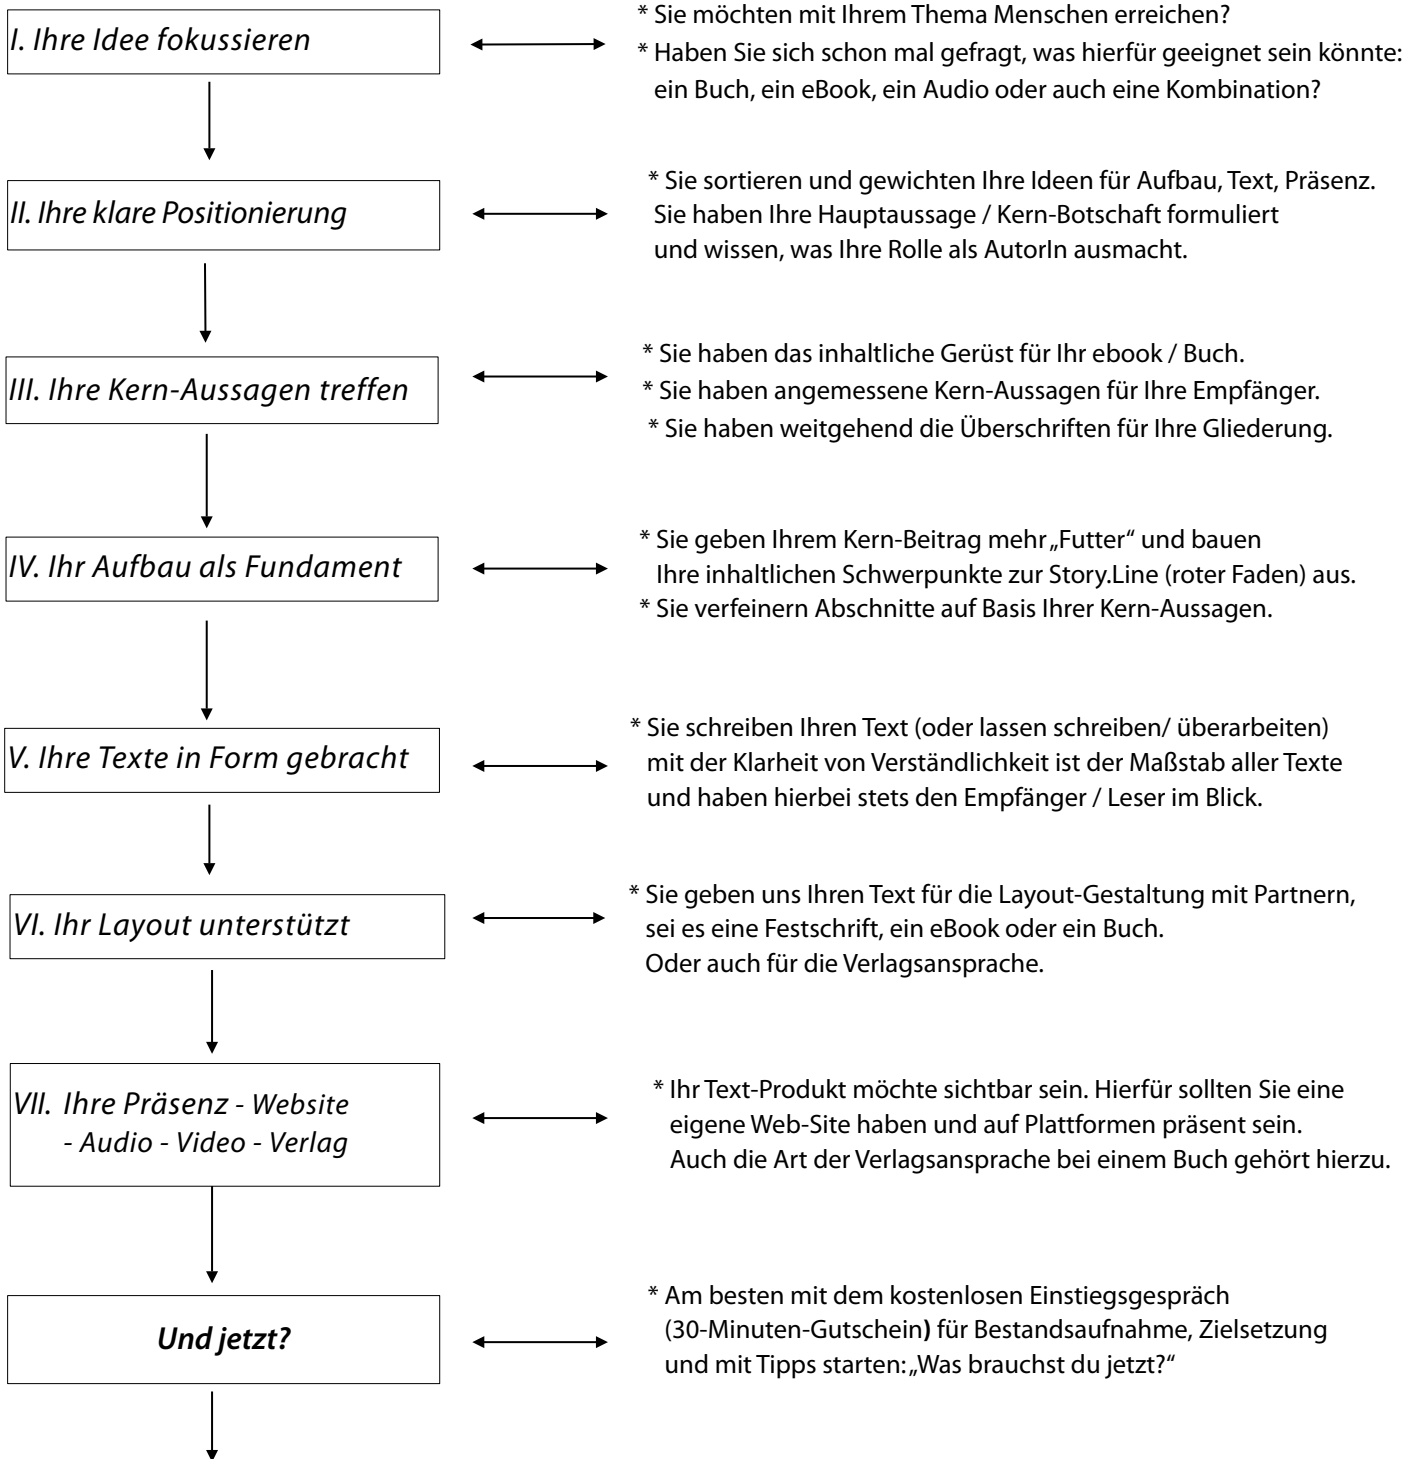 I. Ihre Idee fokussieren
* Sie möchten mit Ihrem Thema Menschen erreichen?
* Haben Sie sich schon mal gefragt, was hierfür geeignet sein könnte:
ein Buch, ein eBook, ein Audio oder auch eine Kombination?
II. Ihre klare Positionierung
* Sie sortieren und gewichten Ihre Ideen für Aufbau, Text, Präsenz.
Sie haben Ihre Hauptaussage / Kern-Botschaft formuliert
und wissen, was Ihre Rolle als AutorIn ausmacht.
III. Ihre Kern-Aussagen treffen
* Sie haben das inhaltliche Gerüst für Ihr ebook / Buch.
* Sie haben angemessene Kern-Aussagen für Ihre Empfänger.
* Sie haben weitgehend die Überschriften für Ihre Gliederung.
IV. Ihr Aufbau als Fundament
* Sie geben Ihrem Kern-Beitrag mehr „Futter“ und bauen
Ihre inhaltlichen Schwerpunkte zur Story.Line (roter Faden) aus.
* Sie verfeinern Abschnitte auf Basis Ihrer Kern-Aussagen.
V. Ihre Texte in Form gebracht
* Sie schreiben Ihren Text (oder lassen schreiben/ überarbeiten)
mit der Klarheit von Verständlichkeit ist der Maßstab aller Texte
und haben hierbei stets den Empfänger / Leser im Blick.
VI. Ihr Layout unterstützt
* Sie geben uns Ihren Text für die Layout-Gestaltung mit Partnern,
sei es eine Festschrift, ein eBook oder ein Buch.
Oder auch für die Verlagsansprache.
VII. Ihre Präsenz - Website
- Audio - Video - Verlag
* Ihr Text-Produkt möchte sichtbar sein. Hierfür sollten Sie eine
eigene Web-Site haben und auf Plattformen präsent sein.
Auch die Art der Verlagsansprache bei einem Buch gehört hierzu.
Und jetzt?
* Am besten mit dem kostenlosen Einstiegsgespräch
(30-Minuten-Gutschein) für Bestandsaufnahme, Zielsetzung
und mit Tipps starten: „Was brauchst du jetzt?“